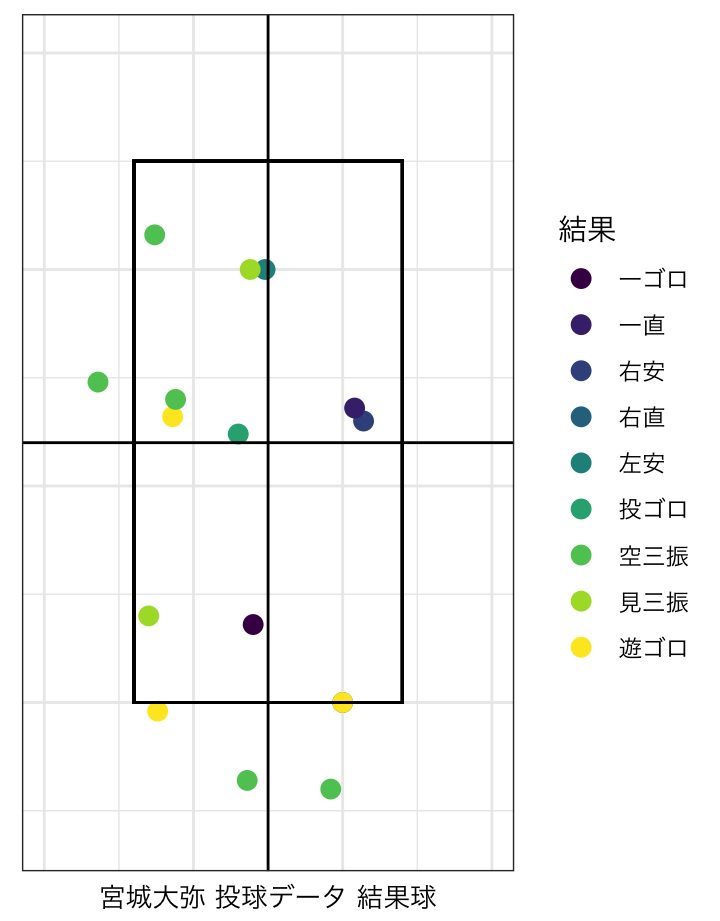 結果
一ゴロ
一直
右安
右直
左安
投ゴロ
空三振
見三振
遊ゴロ
宮城大弥 投球データ 結果球